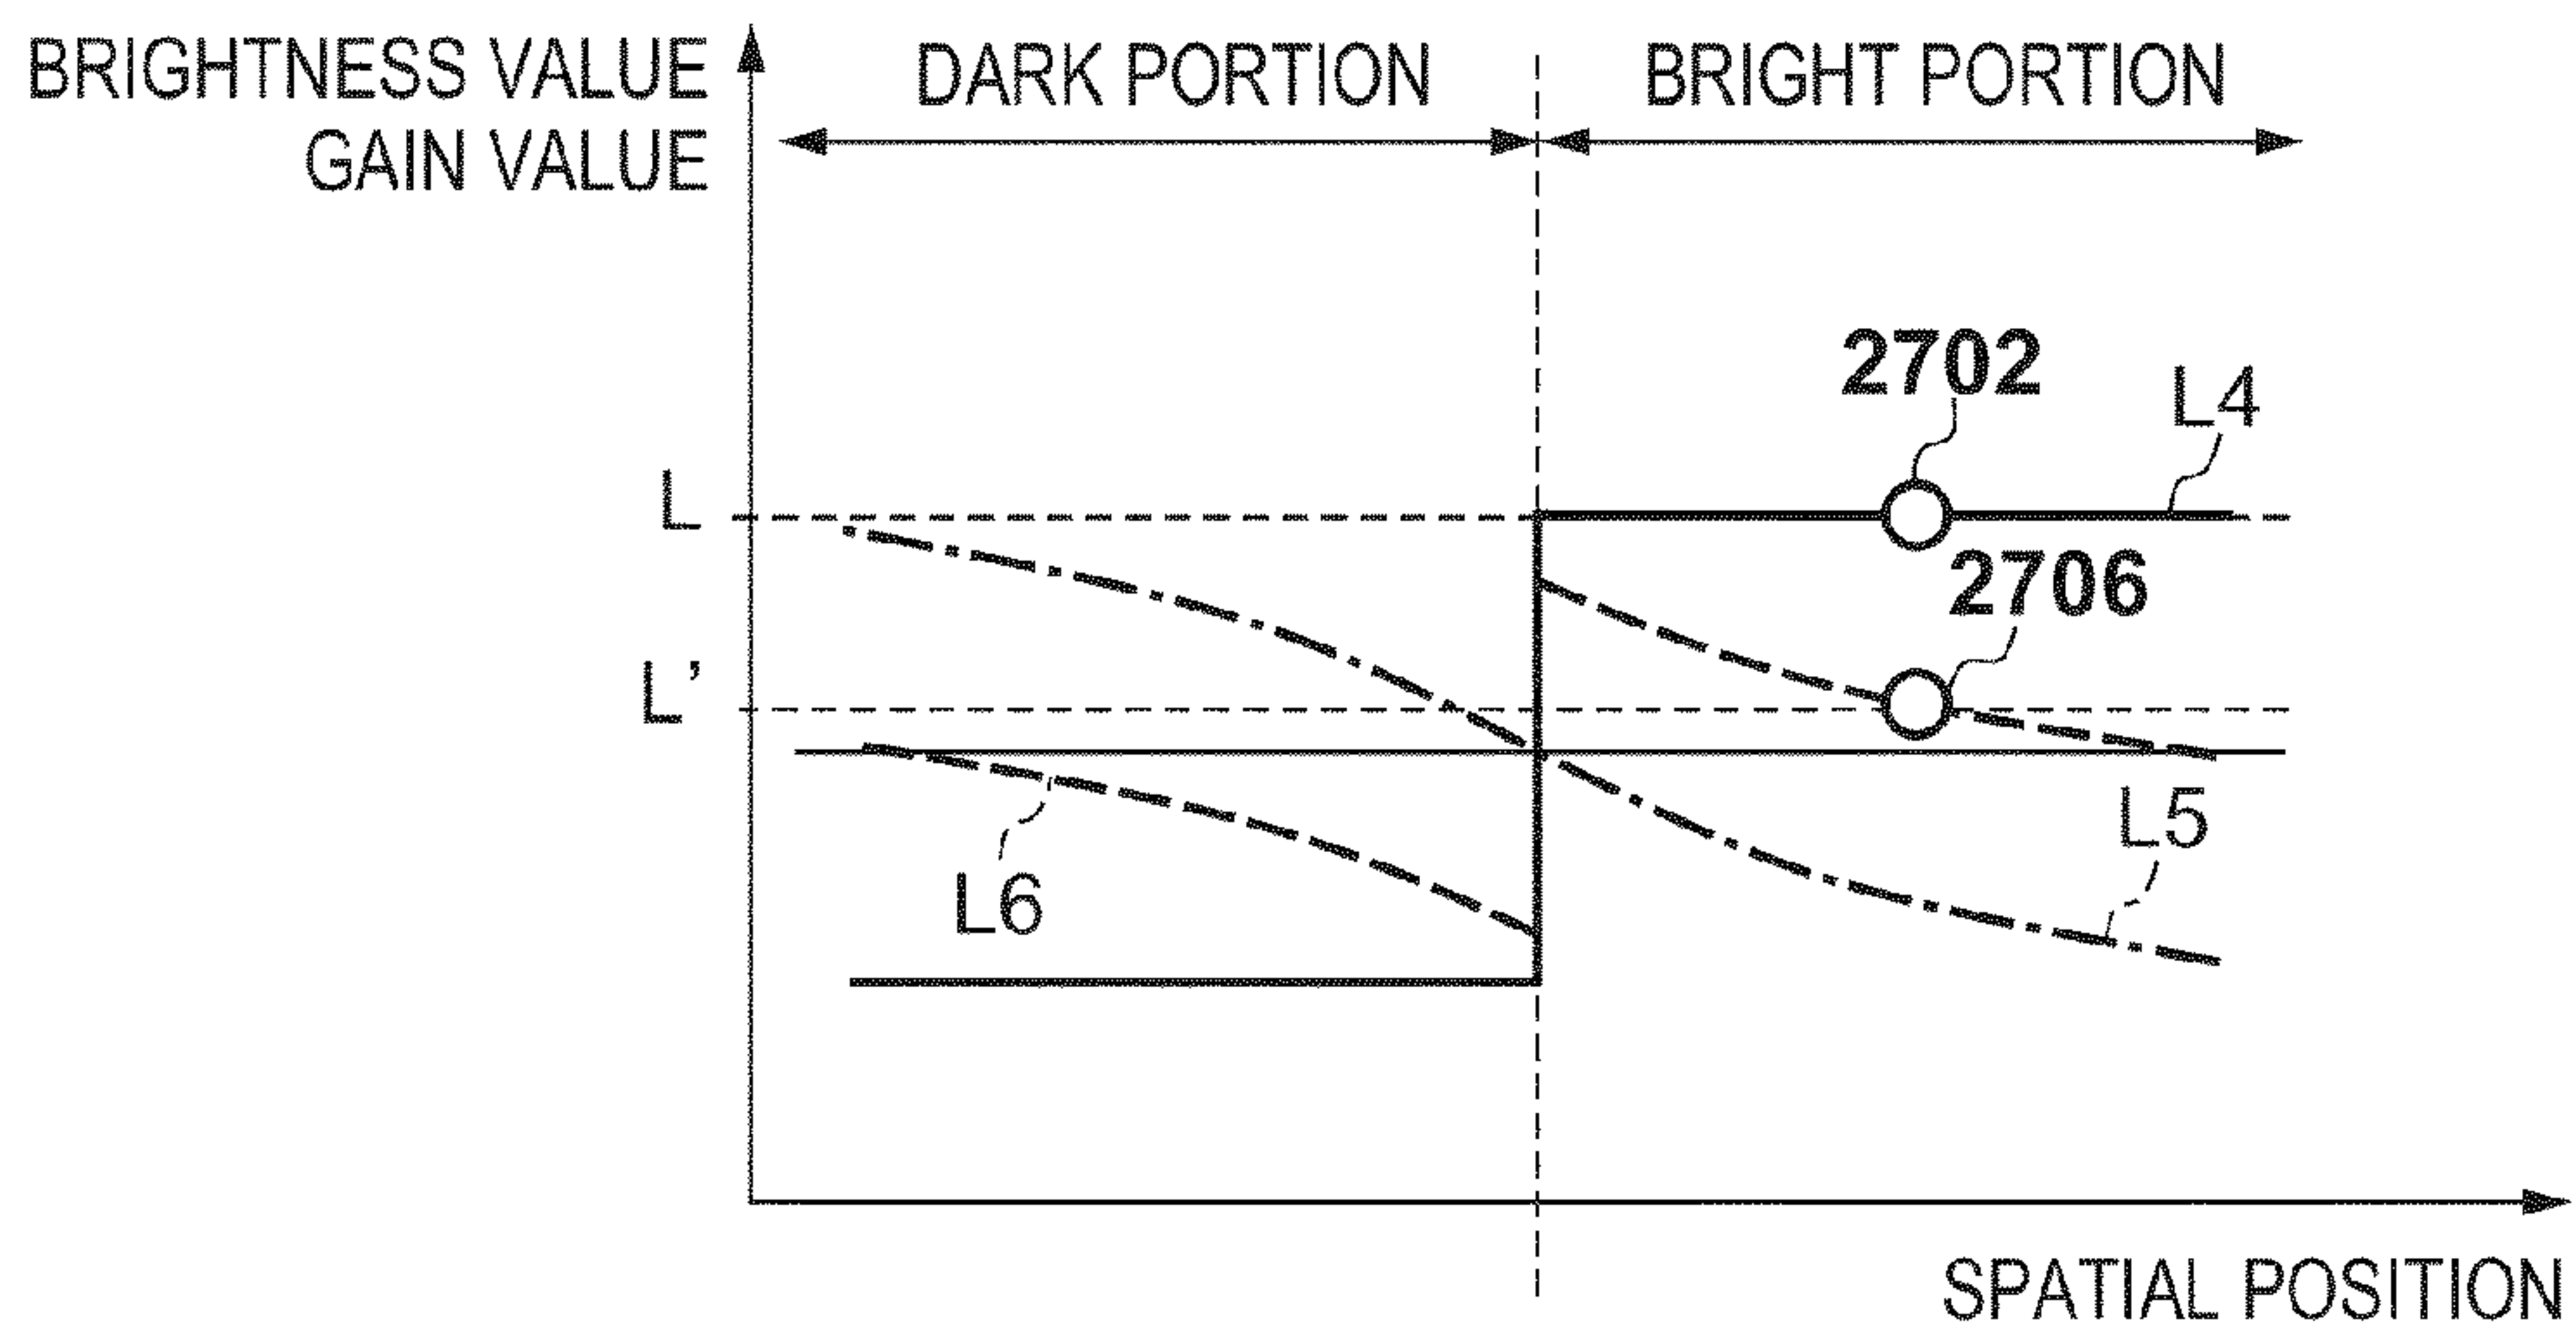 BRIGHTNESS VALUE
GAIN VALUE
DARK PORTION
BRIGHT PORTION
2702
L4
L
2706
L'
L5
L6
SPATIAL POSITION